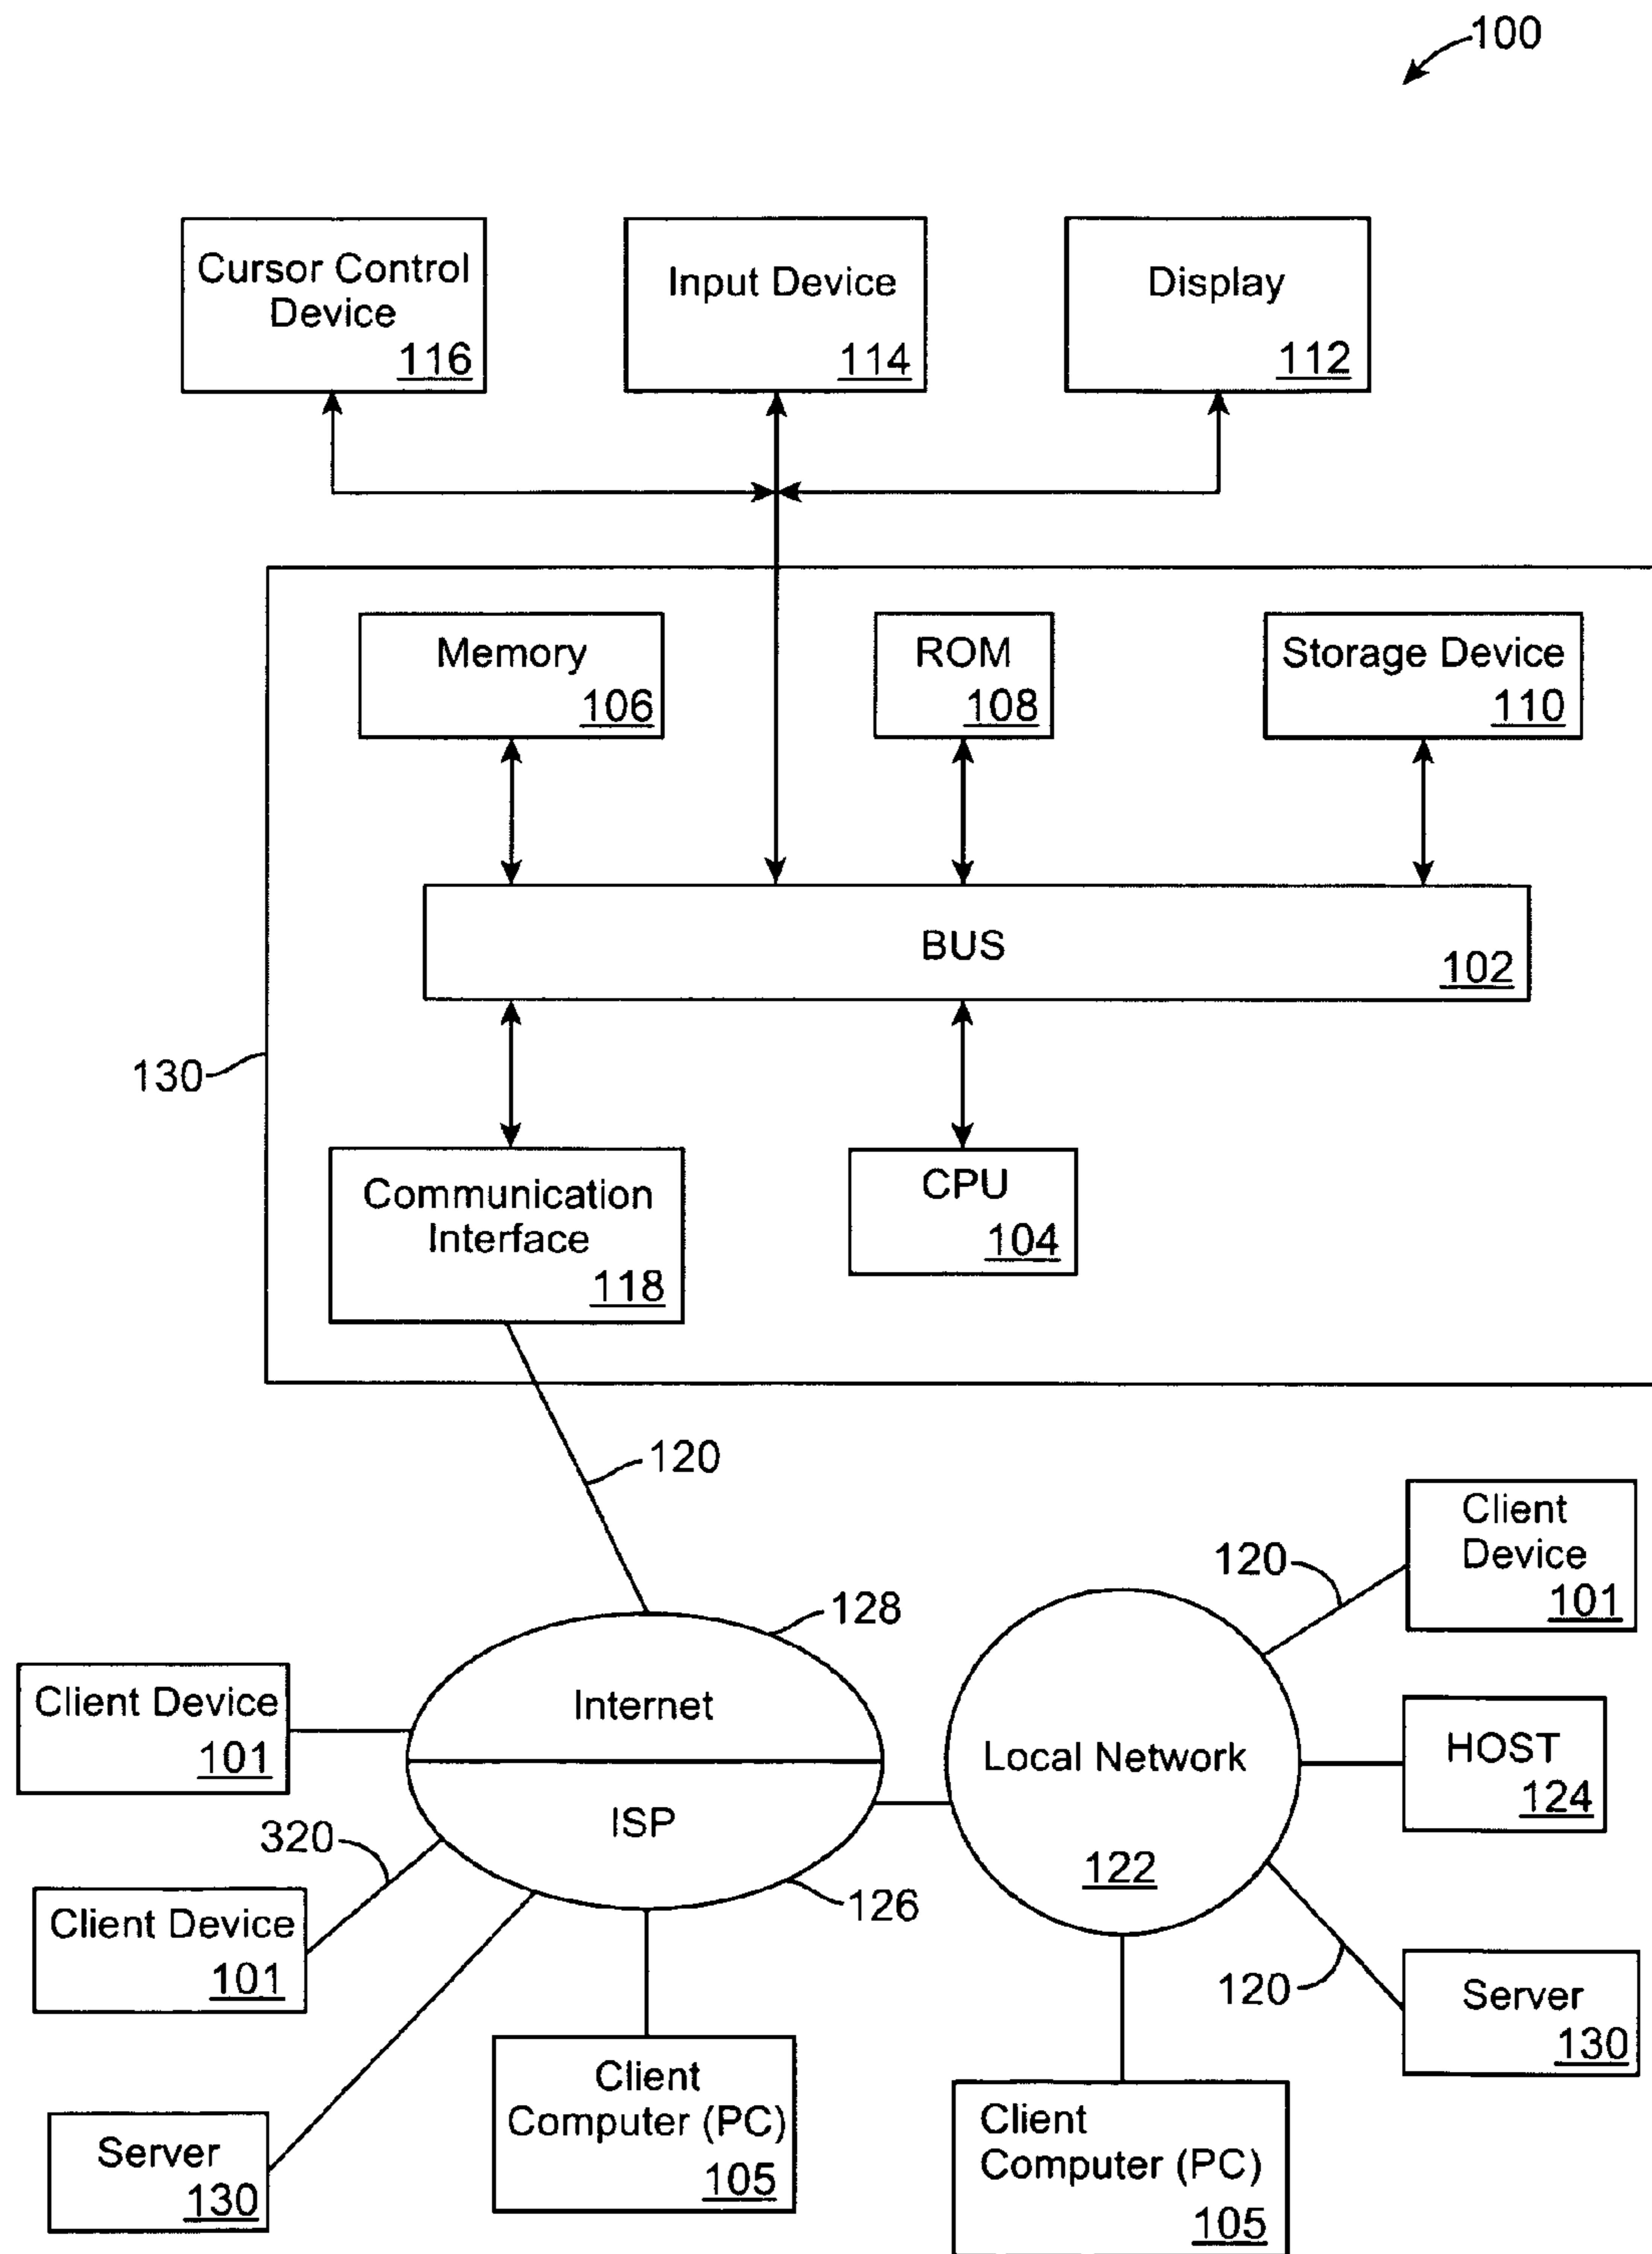 100
Cursor Control
Device
116
Input Device
114
Display
112
Memory
106
ROM
108
Storage Device
110
BUS
102
130
Communication
Interface
118
CPU
104
120
Client
Device
101
120
128
Internet
Client Device
101
Local Network
122
HOST
124
ISP
320
126
Client Device
101
120
Server
130
Client
Computer (PC)
105
Client
Computer (PC)
105
Server
130